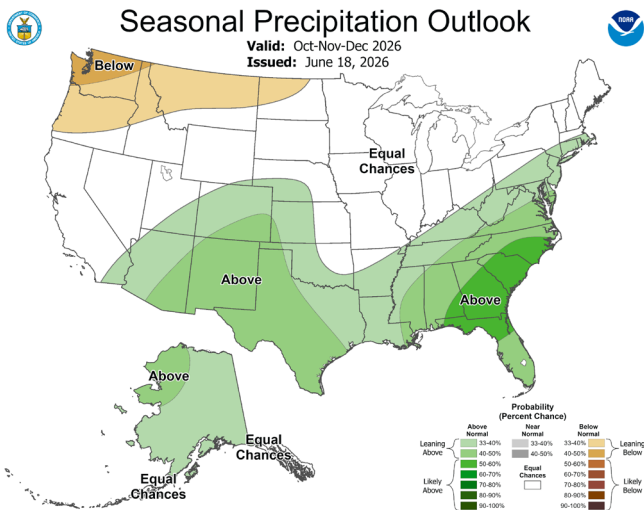 Seasonal Precipitation Outlook
Valid: Oct-Nov-Dec 2026
Issued: June 18, 2026
NOAA
Below
Equal
Chances
Above
Above
Above
Equal
Chances
Equal
Chances
Probability
(Percent Chance)
Above
Normal
Near
Normal
Below
Normal
Leaning
Above
33-40%
40-50%
Likely
Above
50-60%
60-70%
70-80%
80-90%
90-100%
33-40%
40-50%
Equal
Chances
33-40%
40-50%
Leaning
Below
50-60%
60-70%
70-80%
80-90%
90-100%
Likely
Below